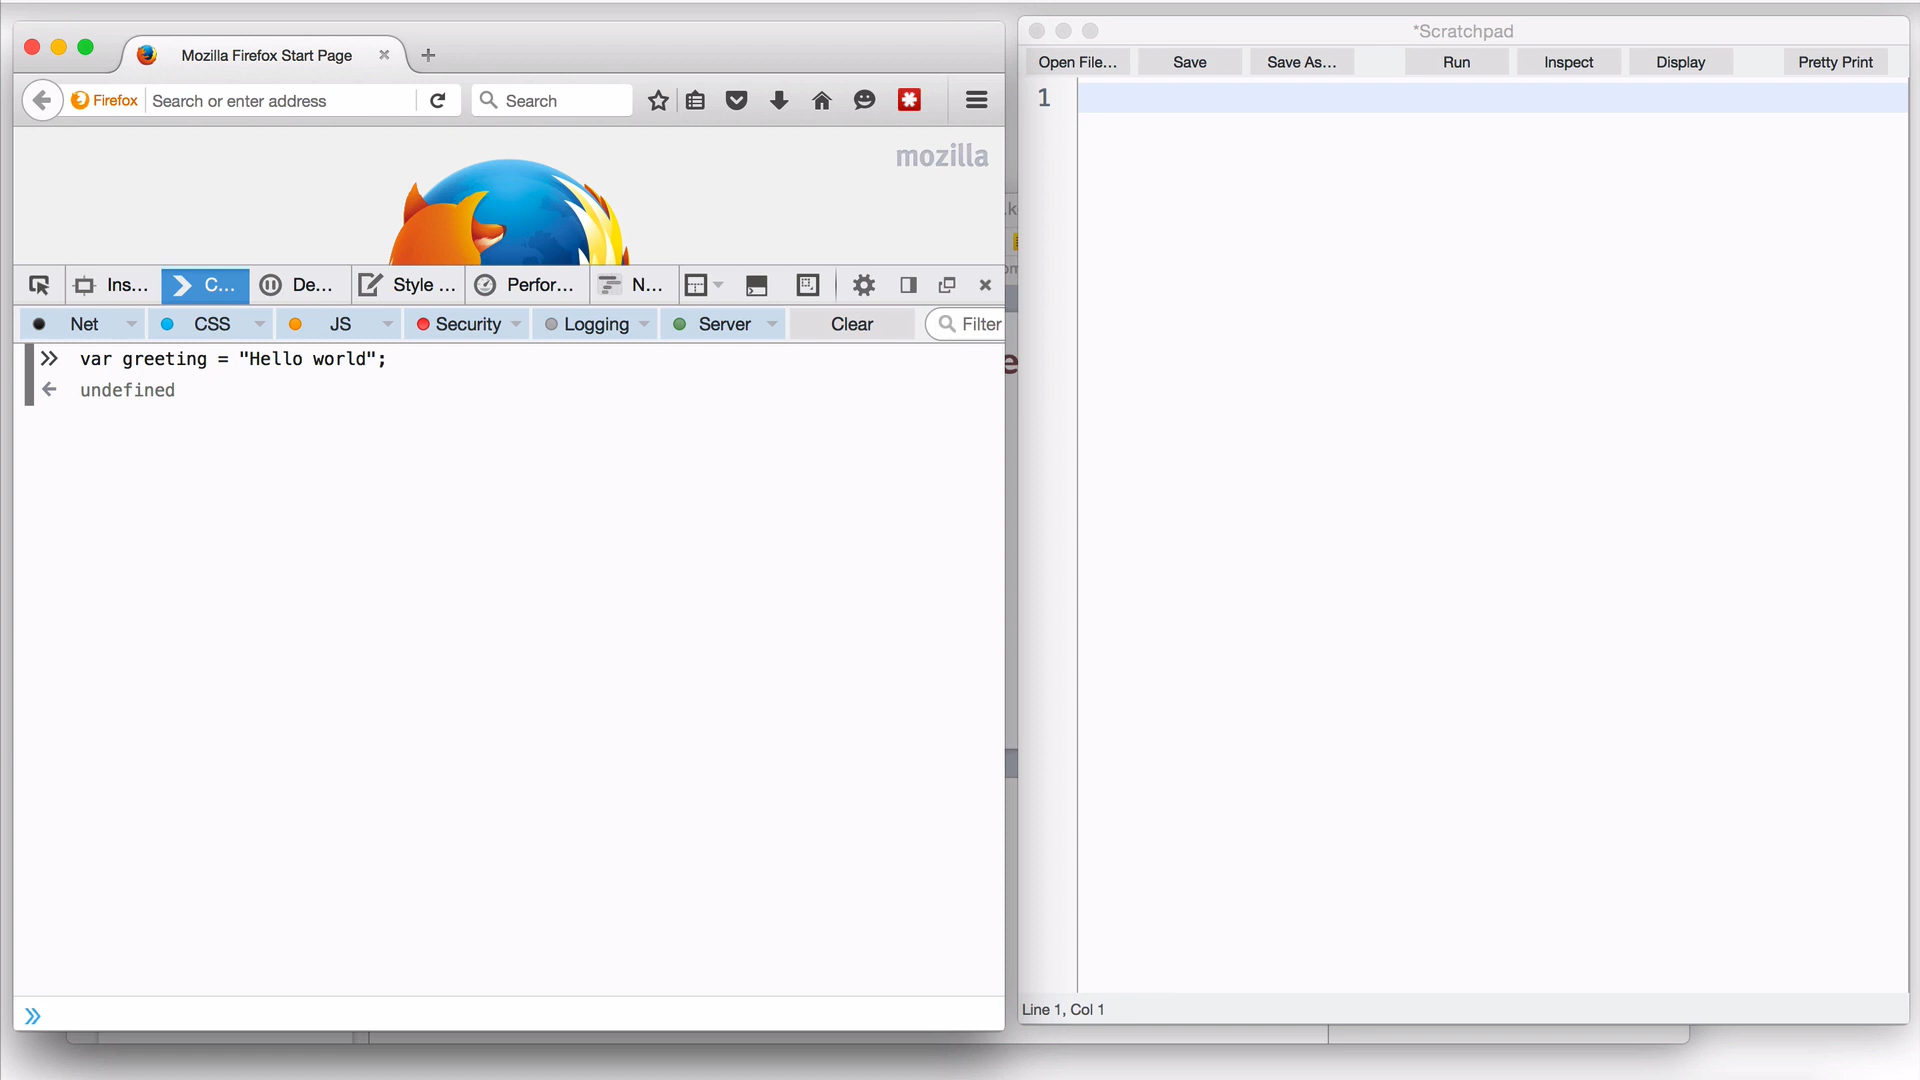 Mozilla Firefox Start Page
Firefox Search or enter address
Search
mozilla
Ins... C... De... Style ... Perfor... N...
Net CSS JS Security Logging Server Clear Filter
var greeting = "Hello world";
undefined
*Scratchpad
Open File... Save Save As... Run Inspect Display Pretty Print
1
Line 1, Col 1